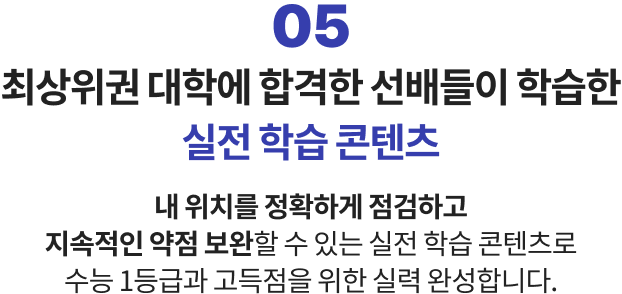 05
최상위권 대학에 합격한 선배들이 학습한
실전 학습 콘텐츠
내 위치를 정확하게 점검하고
지속적인 약점 보완할 수 있는 실전 학습 콘텐츠로
수능 1등급과 고득점을 위한 실력 완성합니다.